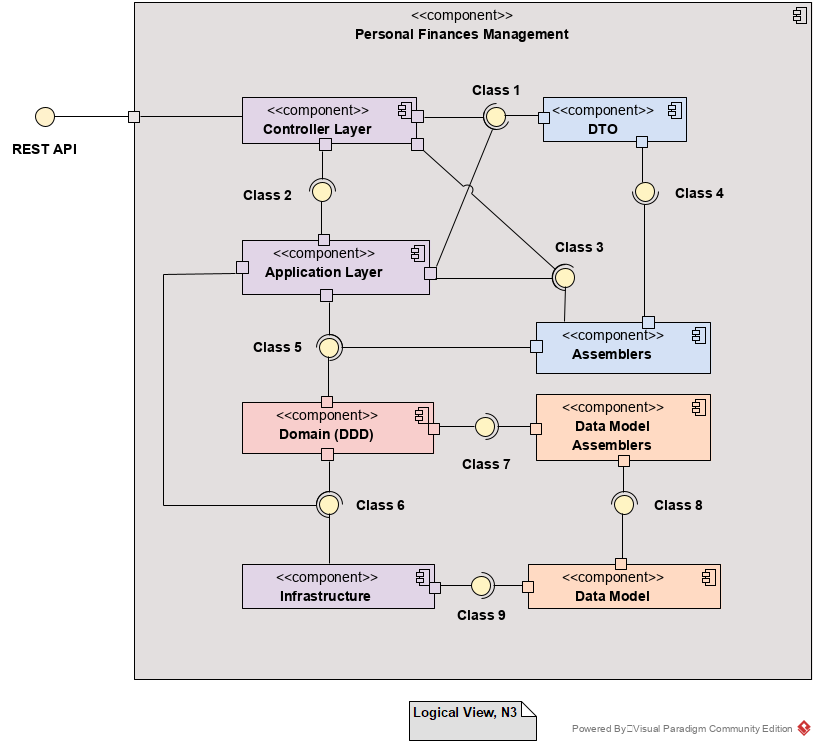 <<component>>
Personal Finances Management
REST API
<<component>>
Controller Layer
Class 1
<<component>>
DTO
Class 2
Class 4
<<component>>
Application Layer
Class 3
Class 5
<<component>>
Assemblers
<<component>>
Domain (DDD)
Class 7
<<component>>
Data Model
Assemblers
Class 6
Class 8
<<component>>
Infrastructure
Class 9
<<component>>
Data Model
Logical View, N3
Powered By Visual Paradigm Community Edition